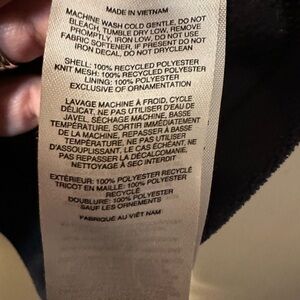 MADE IN VIETNAM
MACHINE WASH COLD GENTLE, DO NOT
BLEACH, TUMBLE DRY LOW, REMOVE
PROMPTLY, IRON LOW, DO NOT USE
FABRIC SOFTENER, IF PRESENT DO NOT
IRON DECAL, DO NOT DRYCLEAN
SHELL: 100% RECYCLED POLYESTER
KNIT MESH: 100% RECYCLED POLYESTER
LINING: 100% POLYESTER
EXCLUSIVE OF ORNAMENTATION
LAVAGE MACHINE À FROID, CYCLE
DÉLICAT, NE PAS UTILISER D'EAU DE
JAVEL, SÉCHAGE MACHINE, BASSE
TEMPÉRATURE, SORTIR IMMÉDIATEMENT
DE LA MACHINE, REPASSER À BASSE
TEMPÉRATURE, NE PAS UTILISER
D'ASSOUPLISSANT, LE CAS ÉCHÉANT NE
PAS REPASSER LA DÉCALCOMANIE,
NETTOYAGE À SEC INTERDIT
EXTÉRIEUR: 100% POLYESTER RECYCLÉ
TRICOT EN MAILLE: 100% POLYESTER
RECYCLÉ
DOUBLURE: 100% POLYESTER
SAUF LES ORNEMENTS
FABRIQUÉ AU VIÊT NAM